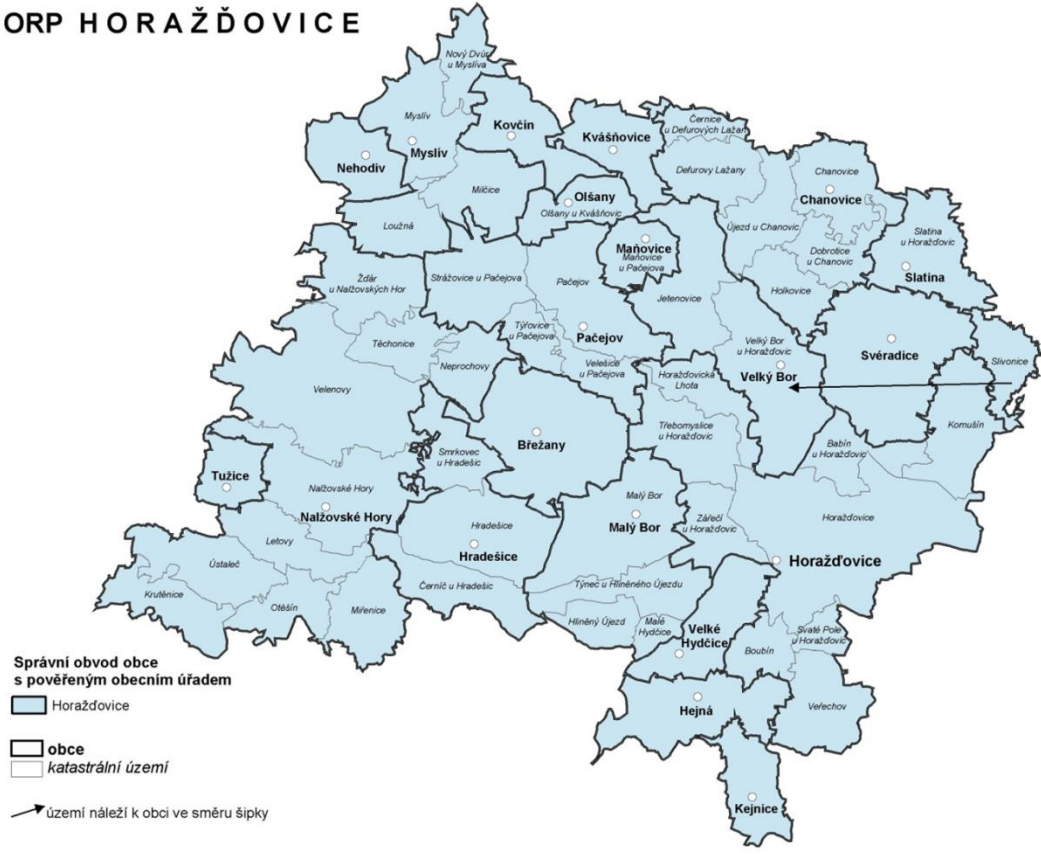 ORP HORAŽĎOVICE
Nový Dvůr
u Myslíva
Myslív
Myslív
Kovčín
Kvášňovice
Černice
u Defurových Lažan
Nehodiv
Milčice
Olšany
Olšany u Kvášňovic
Defurovy Lažany
Chanovice
Chanovice
Loužná
Maňovice
Maňovice
u Pačejova
Újezd u Chanovic
Dobrotice
u Chanovic
Slatina
u Horažďovic
Slatina
Ždár
u Nalžovských Hor
Strážovice u Pačejova
Pačejov
Jetenovice
Holkovice
Těchonice
Týřovice
u Pačejova
Pačejov
Velký Bor
u Horažďovic
Svéradice
Slivonice
Neprochovy
Velešice
u Pačejova
Horažďovická
Lhota
Velký Bor
Velenovy
Třebomyslice
u Horažďovic
Komušín
Břežany
Smrkovec
u Hradešic
Babín
u Horažďovic
Tužice
Nalžovské Hory
Nalžovské Hory
Malý Bor
Malý Bor
Zářečí
u Horažďovic
Horažďovice
Hradešice
Hradešice
Letovy
Horažďovice
Ústaleč
Černíč u Hradešic
Týnec u Hliněného Újezdu
Krutěnice
Otěšín
Miřenice
Hliněný Újezd
Malé
Hydčice
Velké
Hydčice
Svaté Pole
u Horažďovic
Boubín
Správní obvod obce
s pověřeným obecním úřadem
Horažďovice
Hejná
Veřechov
obce
katastrální území
Kejnice
území náleží k obci ve směru šipky